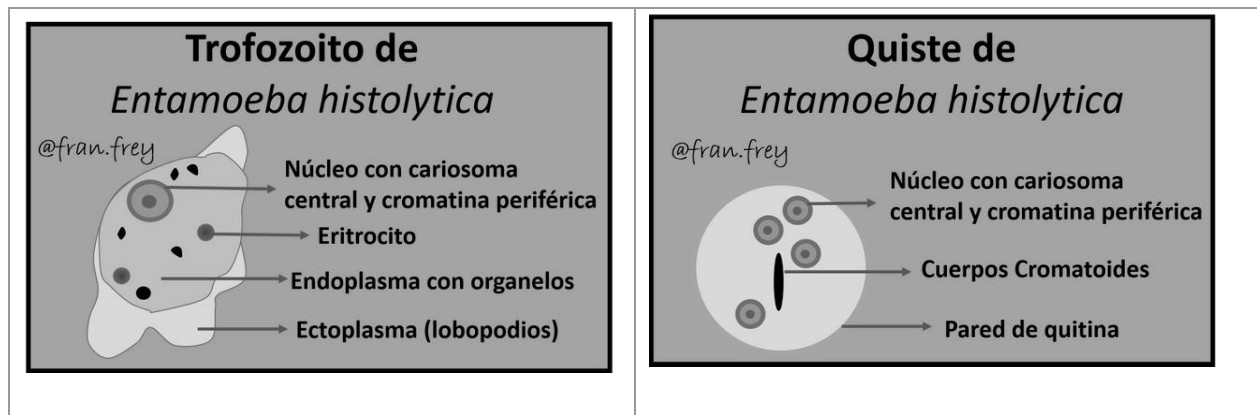 Trofozoito de
Entamoeba histolytica
@fran.frey
Núcleo con cariosoma
central y cromatina periférica
Eritrocito
Endoplasma con organelos
Ectoplasma (lobopodios)
Quiste de
Entamoeba histolytica
@fran.frey
Núcleo con cariosoma
central y cromatina periférica
Cuerpos Cromatoides
Pared de quitina